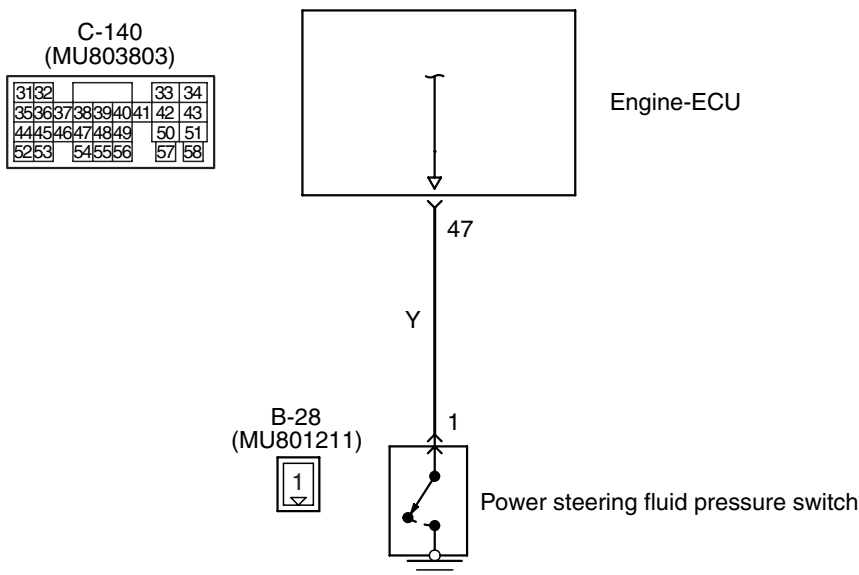 C-140
(MU803803)
31 32 33 34
35 36 37 38 39 40 41 42 43
44 45 46 47 48 49 50 51
52 53 54 55 56 57 58
Engine-ECU
47
Y
1
B-28
(MU801211)
1
Power steering fluid pressure switch